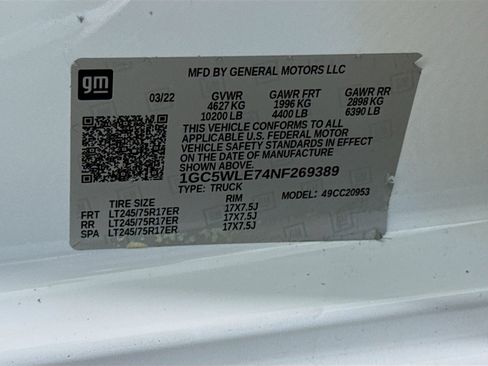 gm
MFD BY GENERAL MOTORS LLC
03/22 GVWR GAWR FRT GAWR RR
4627 KG 1996 KG 2898 KG
10200 LB 4400 LB 6390 LB
THIS VEHICLE CONFORMS TO ALL
APPLICABLE U.S. FEDERAL MOTOR
VEHICLE SAFETY STANDARDS IN EFFECT
ON THE DATE OF MANUFACTURE
SHOWN ABOVE.
1GC5WLE74NF269389
TYPE: TRUCK MODEL: 49CC20953
TIRE SIZE RIM
FRT LT245/75R17ER 17X7.5J
RR LT245/75R17ER 17X7.5J
SPA LT245/75R17ER 17X7.5J